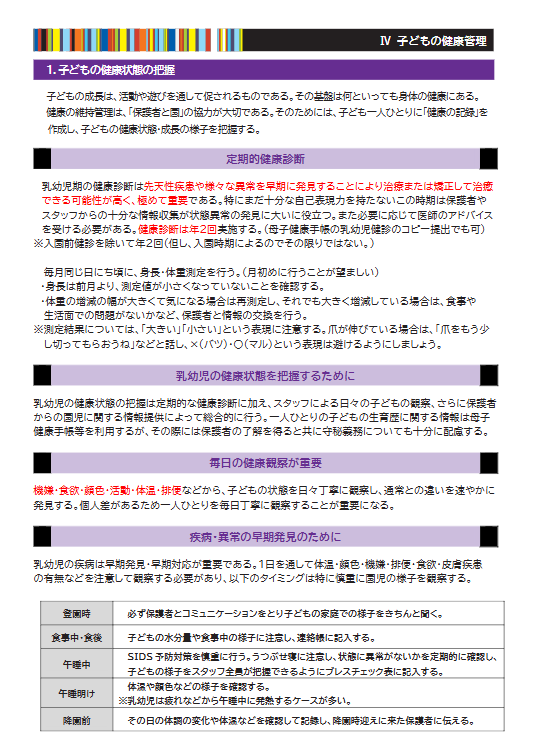 Ⅳ 子どもの健康管理
1. 子どもの健康状態の把握
子どもの成長は、活動や遊びを通して促されるものである。その基盤は何といっても身体の健康にある。
健康の維持管理は、「保護者と園」の協力が大切である。そのためには、子ども一人ひとりに「健康の記録」を
作成し、子どもの健康状態・成長の様子を把握する。
定期的健康診断
乳幼児期の健康診断は先天性疾患や様々な異常を早期に発見することにより治療または矯正して治癒
できる可能性が高く、極めて重要である。特にまだ十分な自己表現力を持たないこの時期は保護者や
スタッフからの十分な情報収集が状態異常の発見に大いに役立つ。また必要に応じて医師のアドバイス
を受ける必要がある。健康診断は年2回実施する。（母子健康手帳の乳幼児健診のコピー提出でも可）
※入園前健診を除いて年2回（但し、入園時期によるのでその限りではない。）
毎月同じ日にち頃に、身長・体重測定を行う。（月初めに行うことが望ましい）
・身長は前月より、測定値が小さくなっていないことを確認する。
・体重の増減の幅が大きくて気になる場合は再測定し、それでも大きく増減している場合は、食事や
生活面での問題がないかなど、保護者と情報の交換を行う。
※測定結果については、「大きい」「小さい」という表現に注意する。爪が伸びている場合は、「爪をもう少
し切ってもらおうね」などと話し、×（バツ）・〇（マル）という表現は避けるようにしましょう。
乳幼児の健康状態を把握するために
乳幼児の健康状態の把握は定期的な健康診断に加え、スタッフによる日々の子どもの観察、さらに保護者
からの園児に関する情報提供によって総合的に行う。一人ひとりの子どもの生育歴に関する情報は母子
健康手帳等を利用するが、その際には保護者の了解を得ると共に守秘義務についても十分に配慮する。
毎日の健康観察が重要
機嫌・食欲・顔色・活動・体温・排便などから、子どもの状態を日々丁寧に観察し、通常との違いを速やかに
発見する。個人差があるため一人ひとりを毎日丁寧に観察することが重要になる。
疾病・異常の早期発見のために
乳幼児の疾病は早期発見・早期対応が重要である。1日を通して体温・顔色・機嫌・排便・食欲・皮膚疾患
の有無などを注意して観察する必要があり、以下のタイミングは特に慎重に園児の様子を観察する。
登園時 必ず保護者とコミュニケーションをとり子どもの家庭での様子をきちんと聞く。
食事中・食後 子どもの水分量や食事中の様子に注意し、連絡帳に記入する。
午睡中 SIDS予防対策を慎重に行う。うつぶせ寝に注意し、状態に異常がないかを定期的に確認し、
子どもの様子をスタッフ全員が把握できるようにブレスチェック表に記入する。
午睡明け 体温や顔色などの様子を確認する。
※乳幼児は疲れなどから午睡中に発熱するケースが多い。
降園前 その日の体調の変化や体温などを確認して記録し、降園時迎えに来た保護者に伝える。